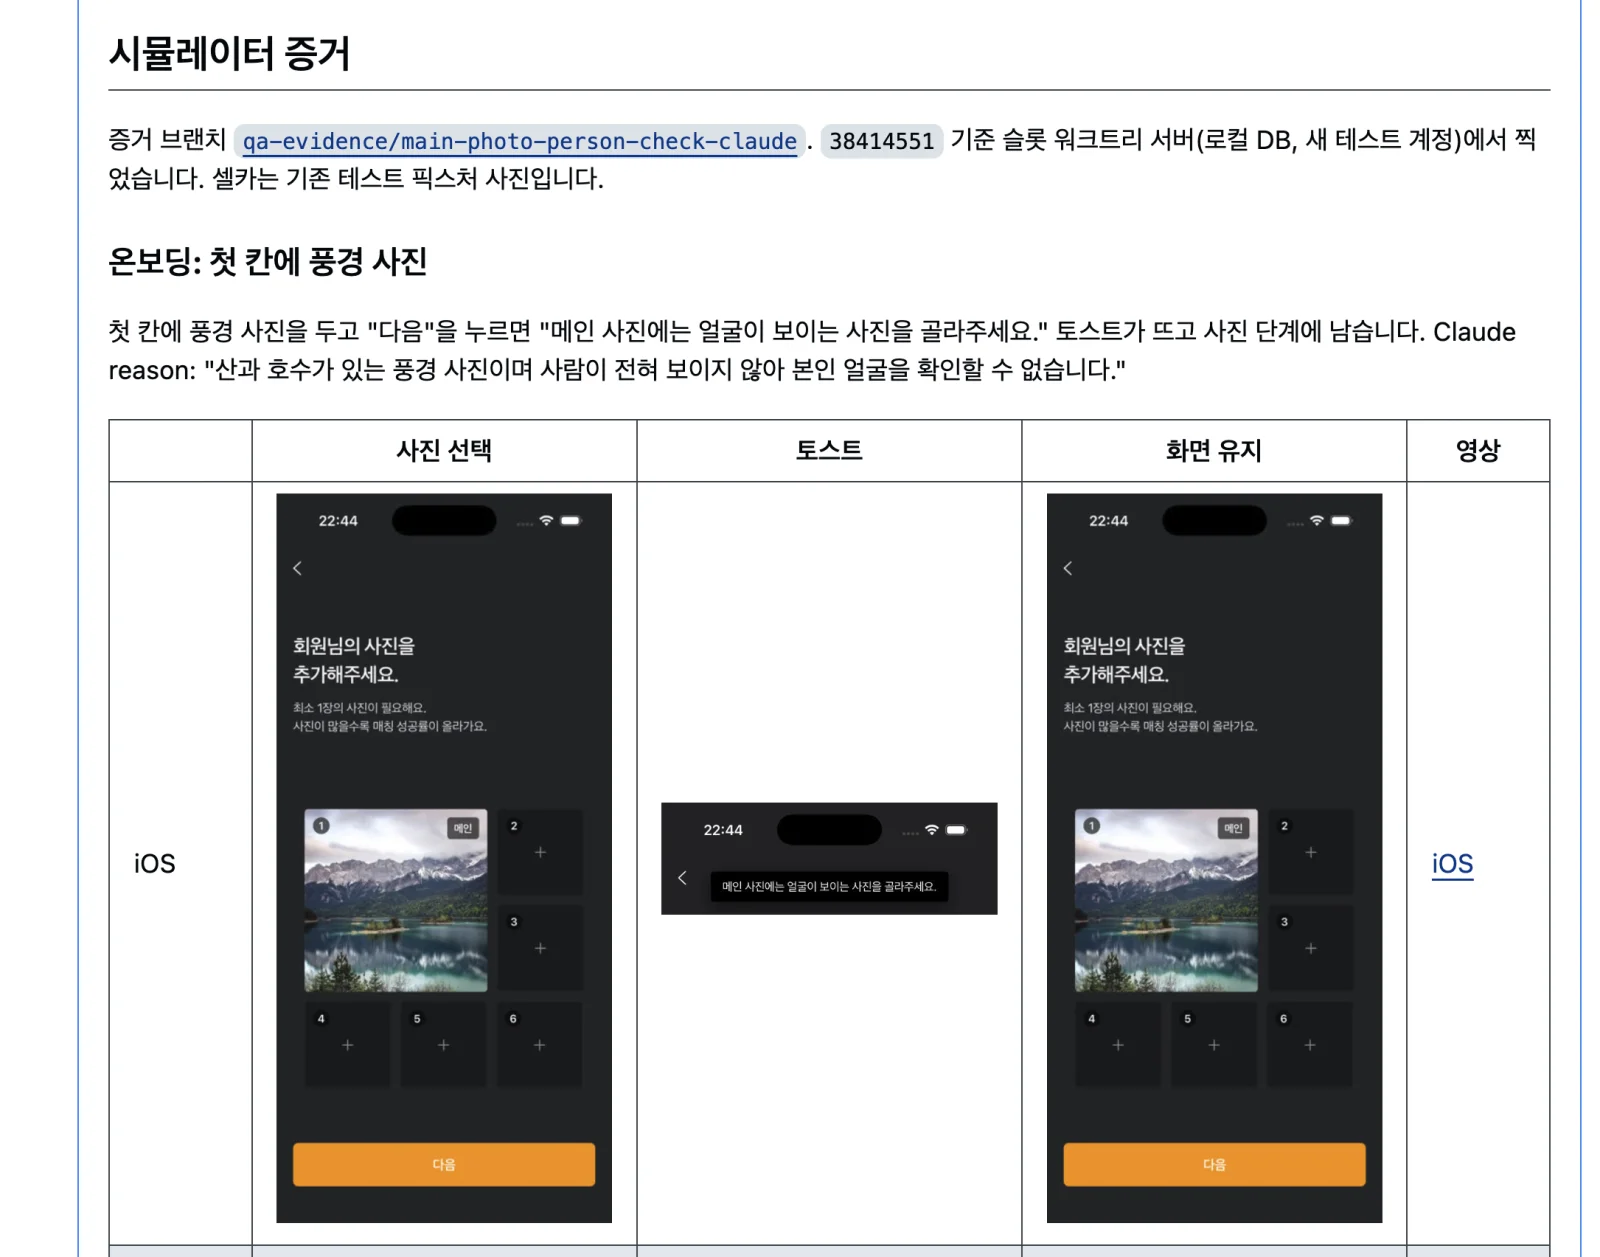 시뮬레이터 증거
증거 브랜치 qa-evidence/main-photo-person-check-claude. 38414551 기준 슬롯 워크트리 서버(로컬 DB, 새 테스트 계정)에서 찍
었습니다. 셀카는 기존 테스트 픽스처 사진입니다.
온보딩: 첫 칸에 풍경 사진
첫 칸에 풍경 사진을 두고 "다음"을 누르면 "메인 사진에는 얼굴이 보이는 사진을 골라주세요." 토스트가 뜨고 사진 단계에 남습니다. Claude
reason: "산과 호수가 있는 풍경 사진이며 사람이 전혀 보이지 않아 본인 얼굴을 확인할 수 없습니다."
사진 선택 토스트 화면 유지 영상
iOS
22:44
회원님의 사진을
추가해주세요.
최소 1장의 사진이 필요해요.
사진이 많을수록 매칭 성공률이 올라가요.
1 메인 2
3
4 5 6
다음
22:44
메인 사진에는 얼굴이 보이는 사진을 골라주세요.
22:44
회원님의 사진을
추가해주세요.
최소 1장의 사진이 필요해요.
사진이 많을수록 매칭 성공률이 올라가요.
1 메인 2
3
4 5 6
다음
iOS